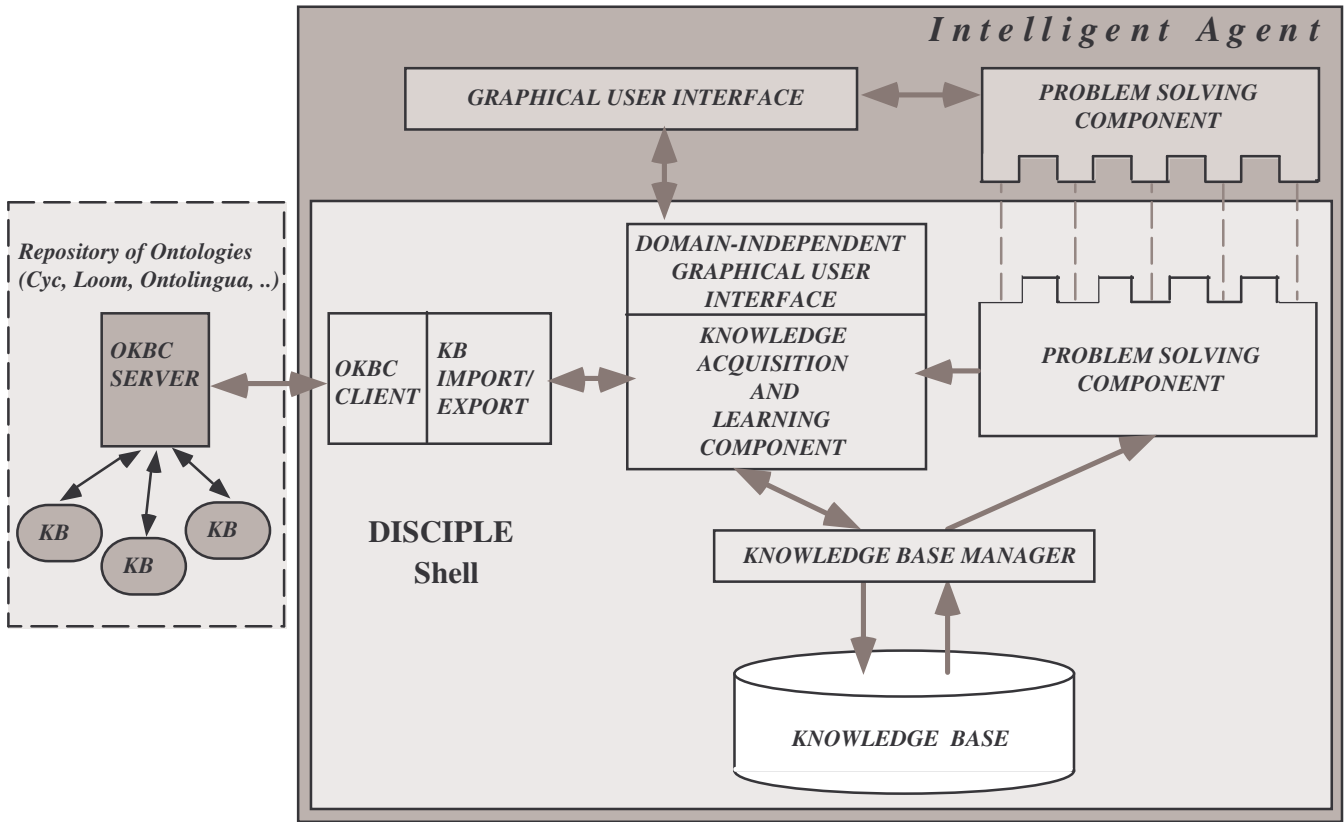 Intelligent Agent
GRAPHICAL USER INTERFACE
PROBLEM SOLVING
COMPONENT
Repository of Ontologies
(Cyc, Loom, Ontolingua, ..)
OKBC
SERVER
KB
KB
KB
OKBC
CLIENT
KB
IMPORT/
EXPORT
DOMAIN-INDEPENDENT
GRAPHICAL USER
INTERFACE
KNOWLEDGE
ACQUISITION
AND
LEARNING
COMPONENT
PROBLEM SOLVING
COMPONENT
DISCIPLE
Shell
KNOWLEDGE BASE MANAGER
KNOWLEDGE BASE